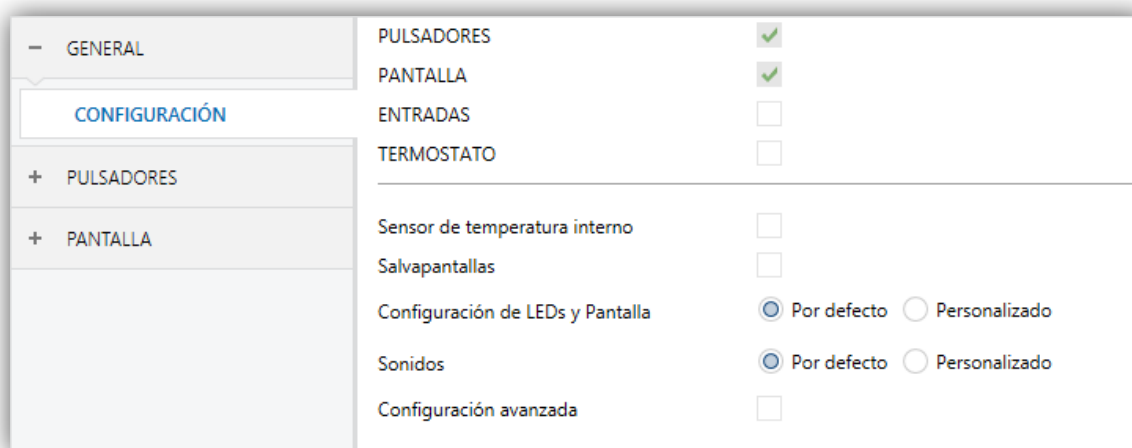 GENERAL
CONFIGURACIÓN
PULSADORES
PANTALLA
PULSADORES
PANTALLA
ENTRADAS
TERMOSTATO
Sensor de temperatura interno
Salvapantallas
Configuración de LEDs y Pantalla Por defecto Personalizado
Sonidos Por defecto Personalizado
Configuración avanzada